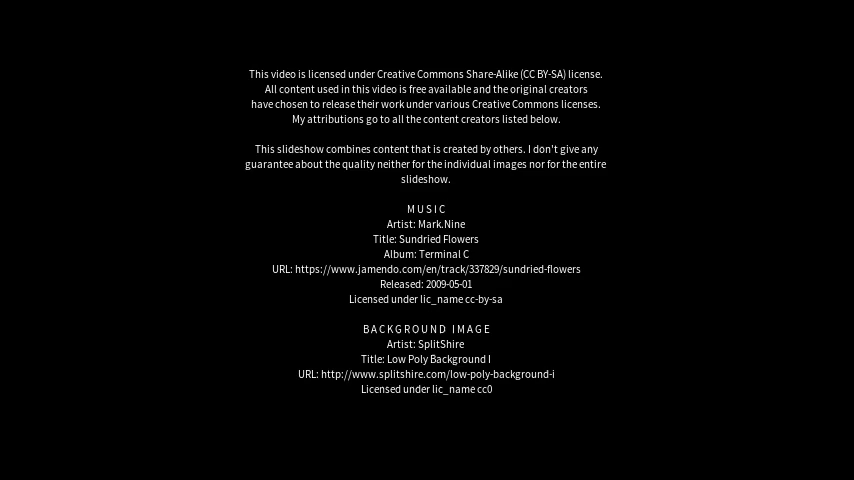 This video is licensed under Creative Commons Share-Alike (CC BY-SA) license.
All content used in this video is free available and the original creators
have chosen to release their work under various Creative Commons licenses.
My attributions go to all the content creators listed below.
This slideshow combines content that is created by others. I don't give any
guarantee about the quality neither for the individual images nor for the entire
slideshow.
MUSIC
Artist: Mark.Nine
Title: Sundried Flowers
Album: Terminal C
URL: https://www.jamendo.com/en/track/337829/sundried-flowers
Released: 2009-05-01
Licensed under lic_name cc-by-sa
BACKGROUND IMAGE
Artist: SplitShire
Title: Low Poly Background I
URL: http://www.splitshire.com/low-poly-background-i
Licensed under lic_name cc0